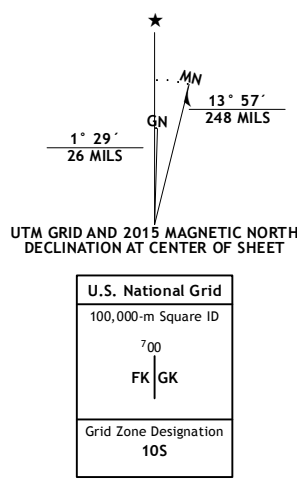 ★
MN
GN
13° 57´
248 MILS
1° 29´
26 MILS
UTM GRID AND 2015 MAGNETIC NORTH
DECLINATION AT CENTER OF SHEET
U.S. National Grid
100,000-m Square ID
⁷00
FK GK
Grid Zone Designation
10S